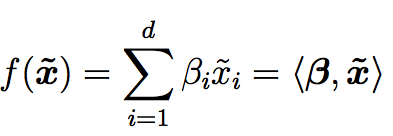 f(x̃) = ∑_{i=1}^{d} β_i x̃_i = ⟨β, x̃⟩